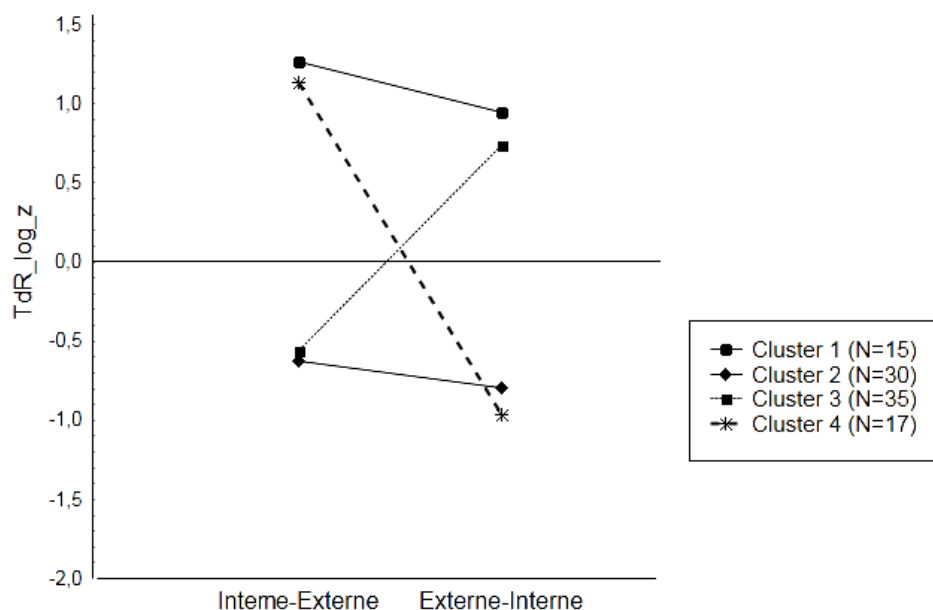 1,5
1,0
0,5
0,0
-0,5
-1,0
-1,5
-2,0
TdR_log_z
Interne-Externe
Externe-Interne
Cluster 1 (N=15)
Cluster 2 (N=30)
Cluster 3 (N=35)
Cluster 4 (N=17)